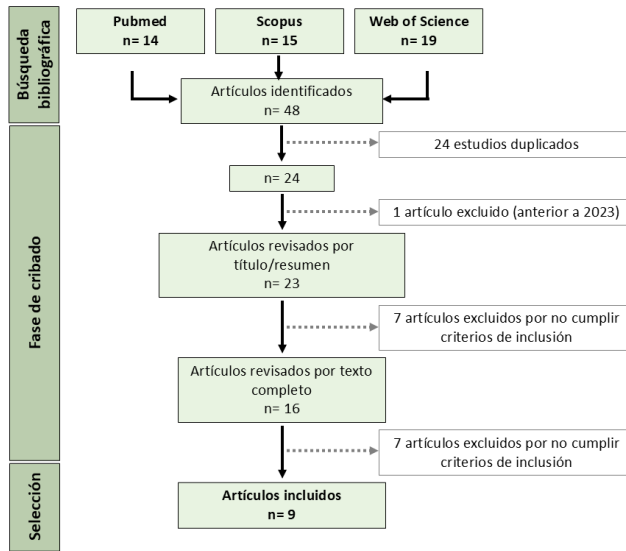 Búsqueda
bibliográfica
Pubmed
n= 14
Scopus
n= 15
Web of Science
n= 19
Artículos identificados
n= 48
24 estudios duplicados
n= 24
Fase de cribado
1 artículo excluido (anterior a 2023)
Artículos revisados por
título/resumen
n= 23
7 artículos excluidos por no cumplir
criterios de inclusión
Artículos revisados por texto
completo
n= 16
7 artículos excluidos por no cumplir
criterios de inclusión
Selección
Artículos incluidos
n= 9